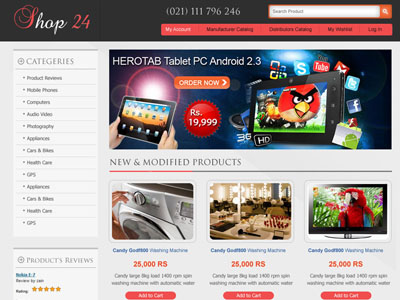 Shop 24
(021) 111 796 246
Search Product
My Account
Manufacturer Catalog
Distributors Catalog
My Wishlist
Log In
CATEGERIES
Product Reviews
Mobile Phones
Computers
Audio Video
Photography
Appliances
Cars & Bikes
Health Care
GPS
Appliances
Cars & Bikes
Health Care
GPS
PRODUCT'S REVIEWS
Nokia E-7
Review by zain
Rating
HEROTAB Tablet PC Android 2.3
ORDER NOW
Rs.
19,999
3G
HD
NEW & MODIFIED PRODUCTS
Candy Godf800 Washing Machine
25,000 RS
Candy large 8kg load 1400 rpm spin
washing machine with automatic water
Add to Cart
Candy Godf800 Washing Machine
25,000 RS
Candy large 8kg load 1400 rpm spin
washing machine with automatic water
Add to Cart
Candy Godf800 Washing Machine
25,000 RS
Candy large 8kg load 1400 rpm spin
washing machine with automatic water
Add to Cart